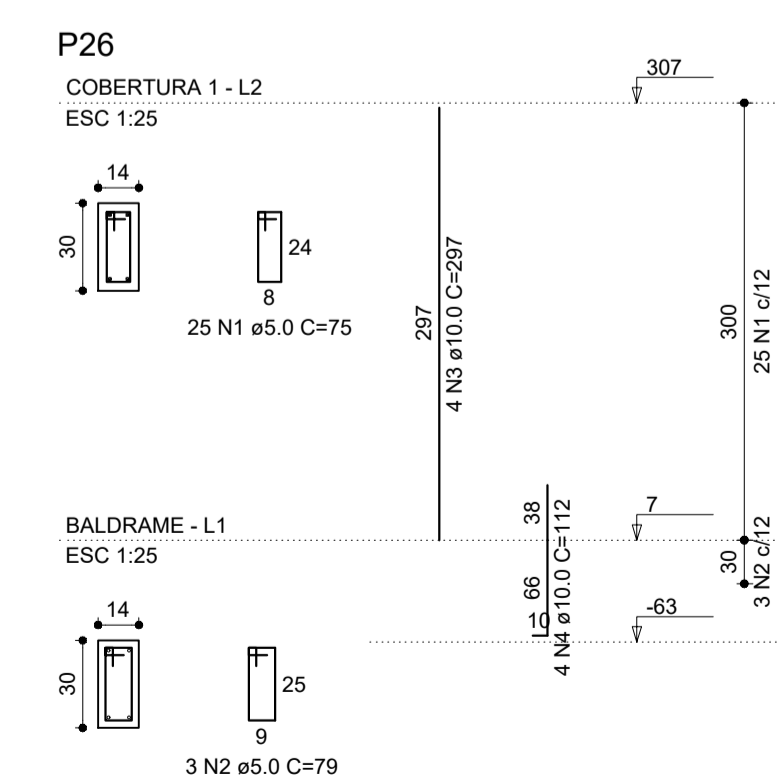 P26
COBERTURA 1 - L2
ESC 1:25
307
14
30
24
8
25 N1 ø5.0 C=75
297
4 N3 ø10.0 C=297
300
25 N1 c/12
BALDRAME - L1
ESC 1:25
38
66
10
4 N4 ø10.0 C=112
7
30
3 N2 c/12
-63
14
30
25
9
3 N2 ø5.0 C=79